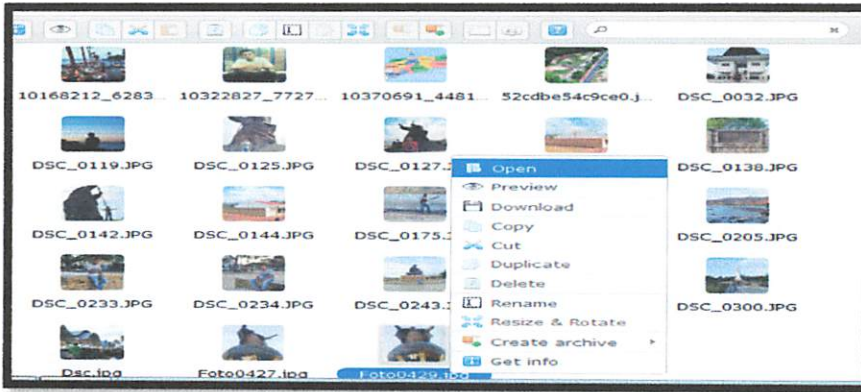 10168212_6283... 10322827_7727... 10370691_4481... 52cdbe54c9ce0.j... DSC_0032.JPG
DSC_0119.JPG DSC_0125.JPG DSC_0127. DSC_0138.JPG
DSC_0142.JPG DSC_0144.JPG DSC_0175. DSC_0205.JPG
DSC_0233.JPG DSC_0234.JPG DSC_0243. DSC_0300.JPG
Dsc.jpg Foto0427.jpg Foto0429.jpg
Open
Preview
Download
Copy
Cut
Duplicate
Delete
Rename
Resize & Rotate
Create archive
Get info